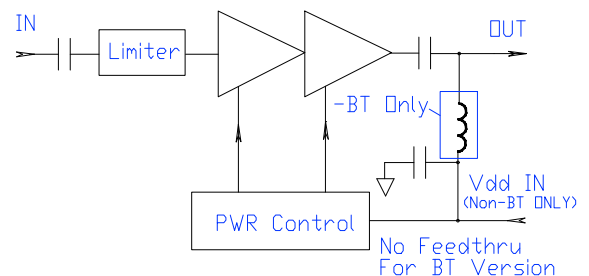 IN
OUT
Limiter
-BT Only
Vdd IN
(Non-BT ONLY)
PWR Control
No Feedthru
For BT Version